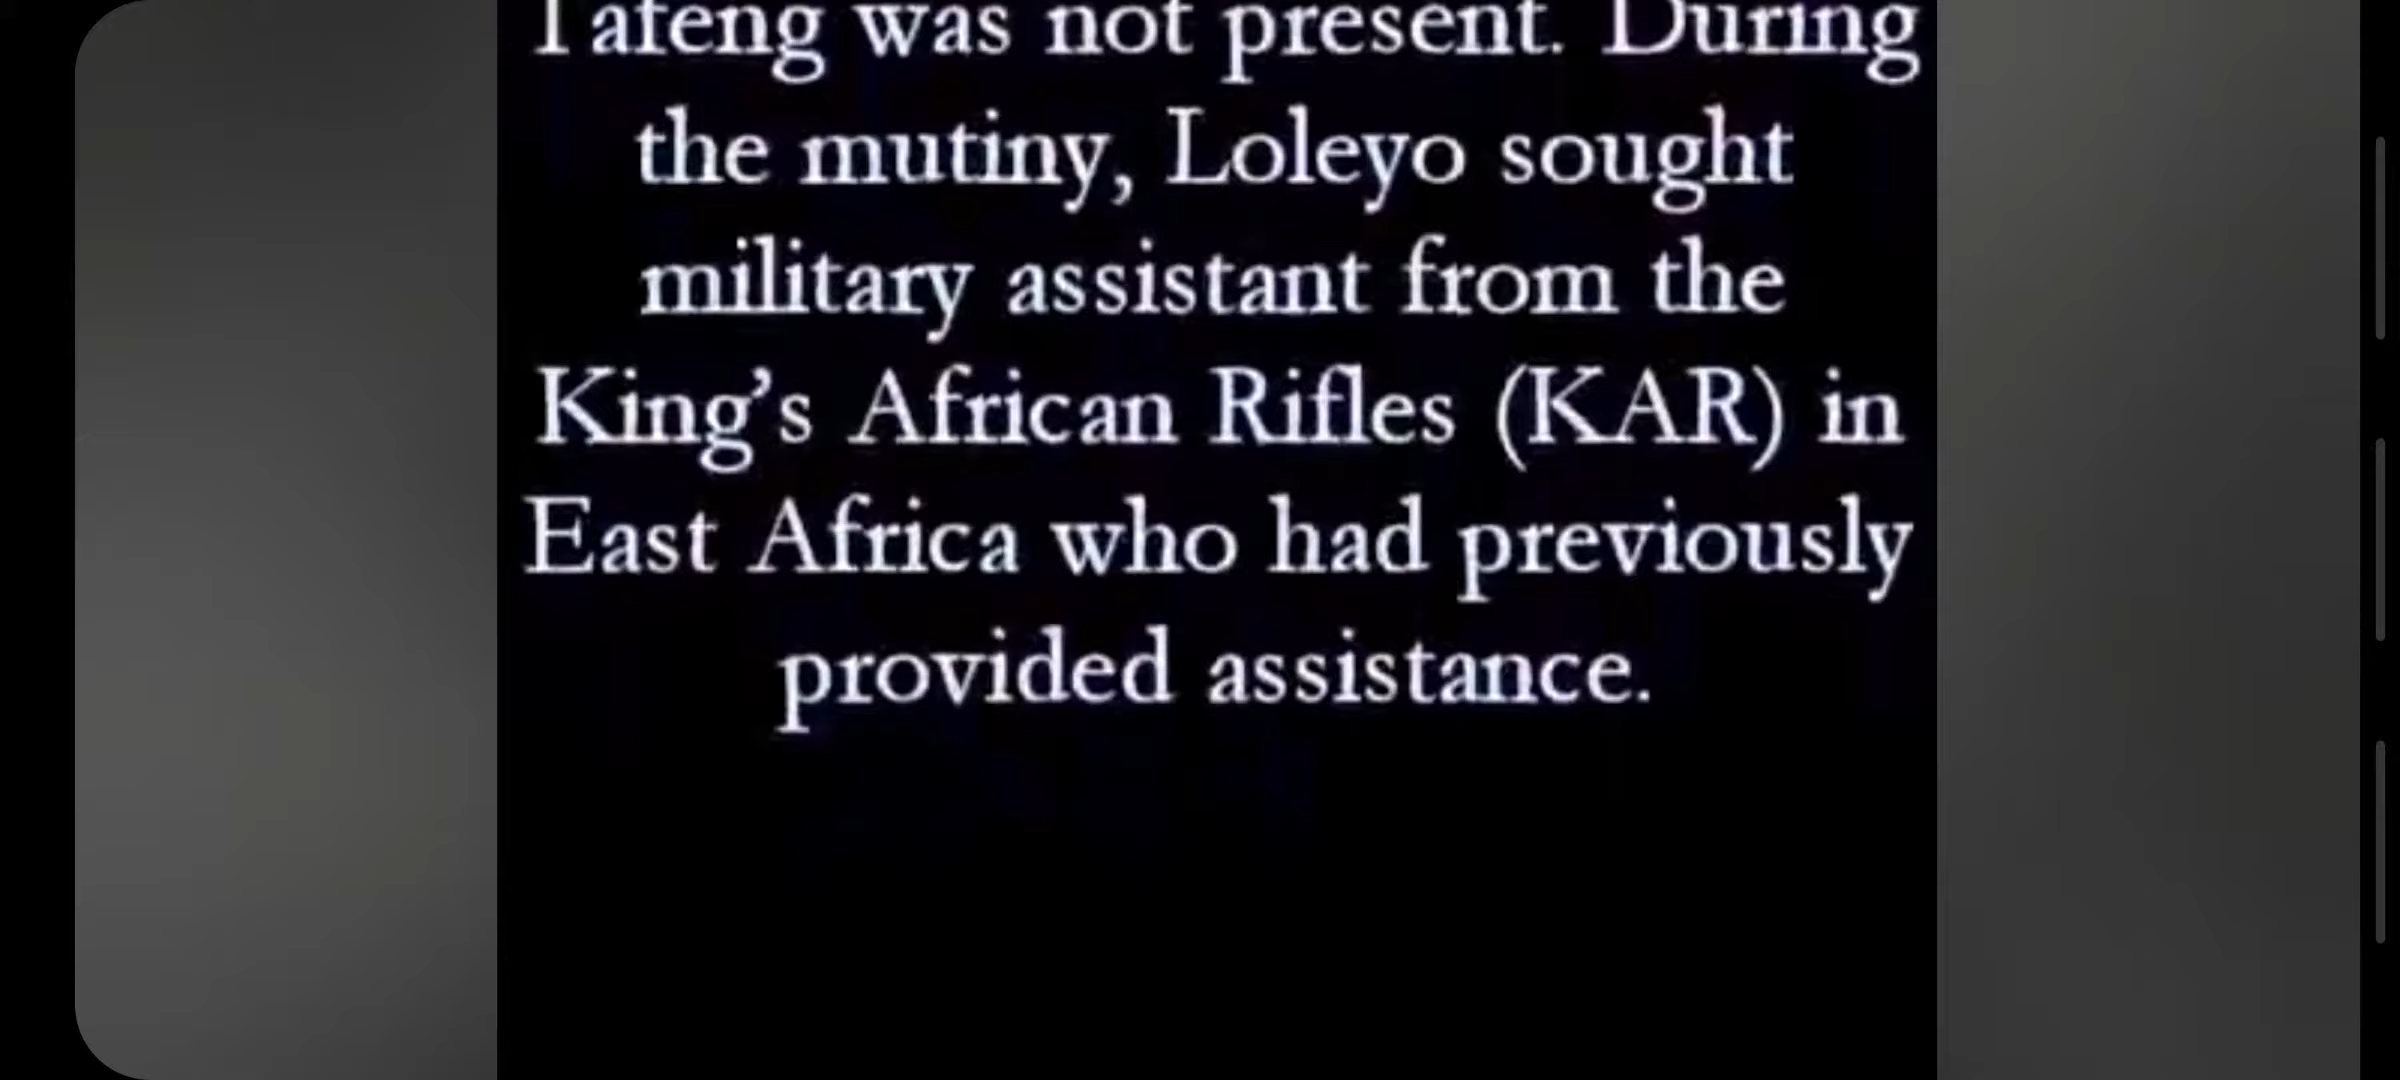 Tafeng was not present. During
the mutiny, Loleyo sought
military assistant from the
King’s African Rifles (KAR) in
East Africa who had previously
provided assistance.